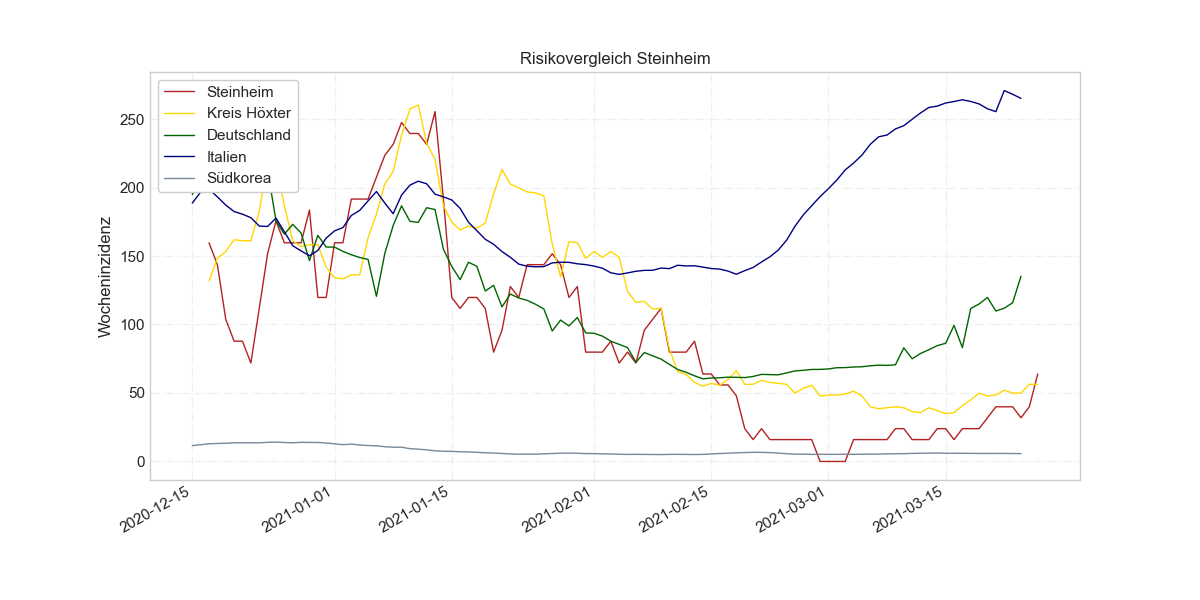 Risikovergleich Steinheim
Steinheim
Kreis Höxter
Deutschland
Italien
Südkorea
Wocheninzidenz
250
200
150
100
50
0
2020-12-15
2021-01-01
2021-01-15
2021-02-01
2021-02-15
2021-03-01
2021-03-15